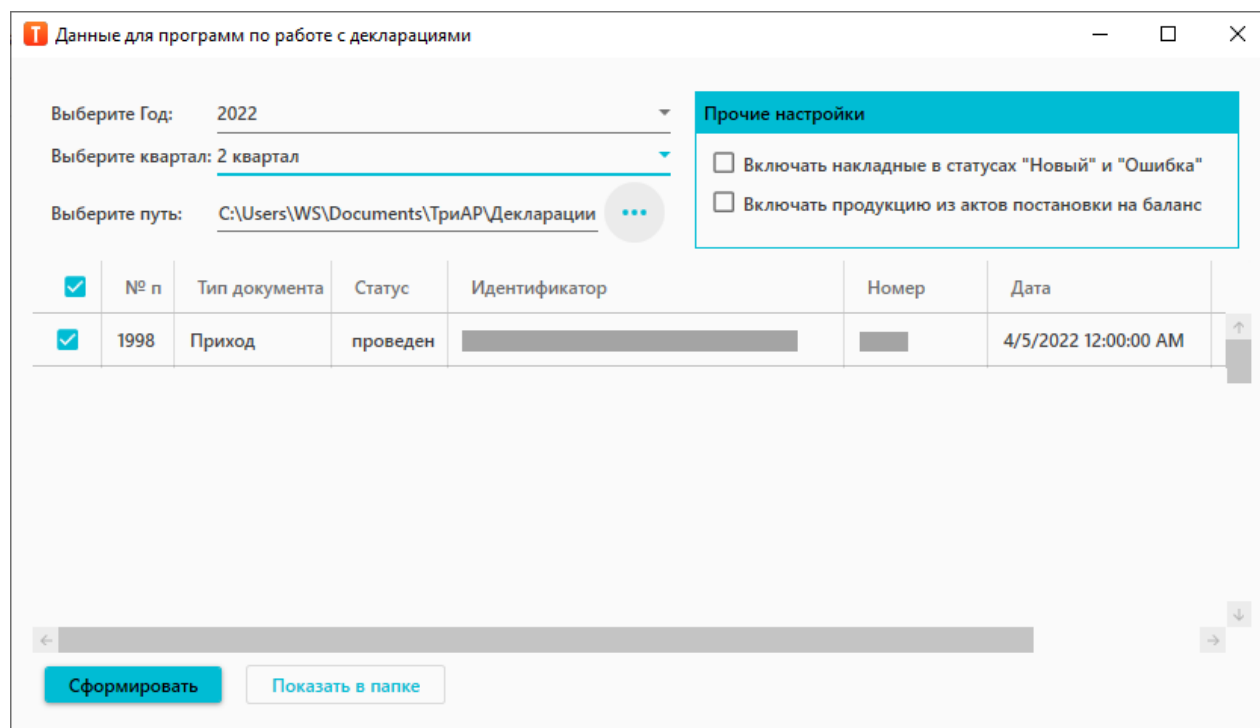 T Данные для программ по работе с декларациями
Выберите Год: 2022
Выберите квартал: 2 квартал
Выберите путь: C:\Users\WS\Documents\ТриАР\Декларации ...
Прочие настройки
Включать накладные в статусах "Новый" и "Ошибка"
Включать продукцию из актов постановки на баланс
№ п Тип документа Статус Идентификатор Номер Дата
1998 Приход проведен 4/5/2022 12:00:00 AM
Сформировать Показать в папке